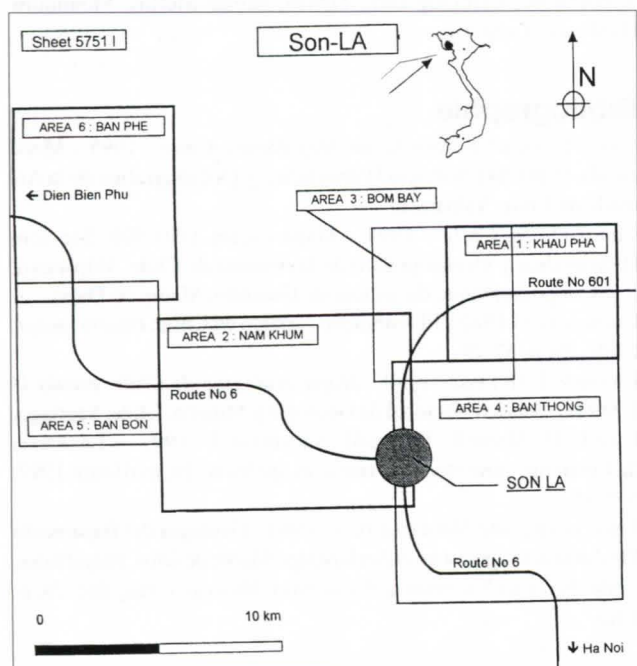 Sheet 5751 I
Son-LA
N
AREA 6 : BAN PHE
← Dien Bien Phu
AREA 3 : BOM BAY
AREA 1 : KHAU PHA
Route No 601
AREA 2 : NAM KHUM
Route No 6
AREA 4 : BAN THONG
AREA 5 : BAN BON
SON LA
Route No 6
0
10 km
↓ Ha Noi